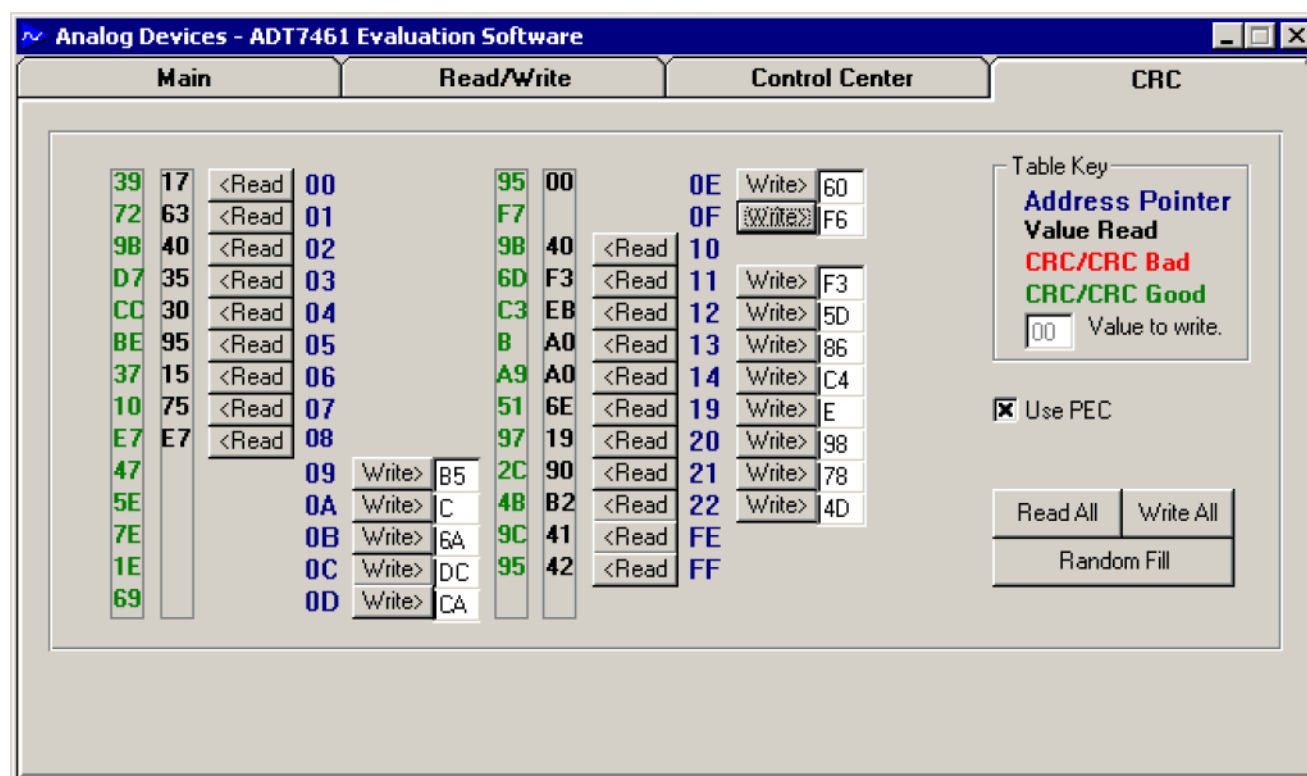 Analog Devices - ADT7461 Evaluation Software
Main Read/Write Control Center CRC
39 17 <Read 00 95 00 0E Write> 60
72 63 <Read 01 F7 0F Write> F6
9B 40 <Read 02 9B 40 <Read 10
D7 35 <Read 03 6D F3 <Read 11 Write> F3
CC 30 <Read 04 C3 EB <Read 12 Write> 5D
BE 95 <Read 05 B A0 <Read 13 Write> 86
37 15 <Read 06 A9 A0 <Read 14 Write> C4
10 75 <Read 07 51 6E <Read 19 Write> E
E7 E7 <Read 08 97 19 <Read 20 Write> 98
47 09 Write> B5 2C 90 <Read 21 Write> 78
5E 0A Write> C 4B B2 <Read 22 Write> 4D
7E 0B Write> 6A 9C 41 <Read FE
1E 0C Write> DC 95 42 <Read FF
69 0D Write> CA
Table Key
Address Pointer
Value Read
CRC/CRC Bad
CRC/CRC Good
00 Value to write.
Use PEC
Read All Write All
Random Fill